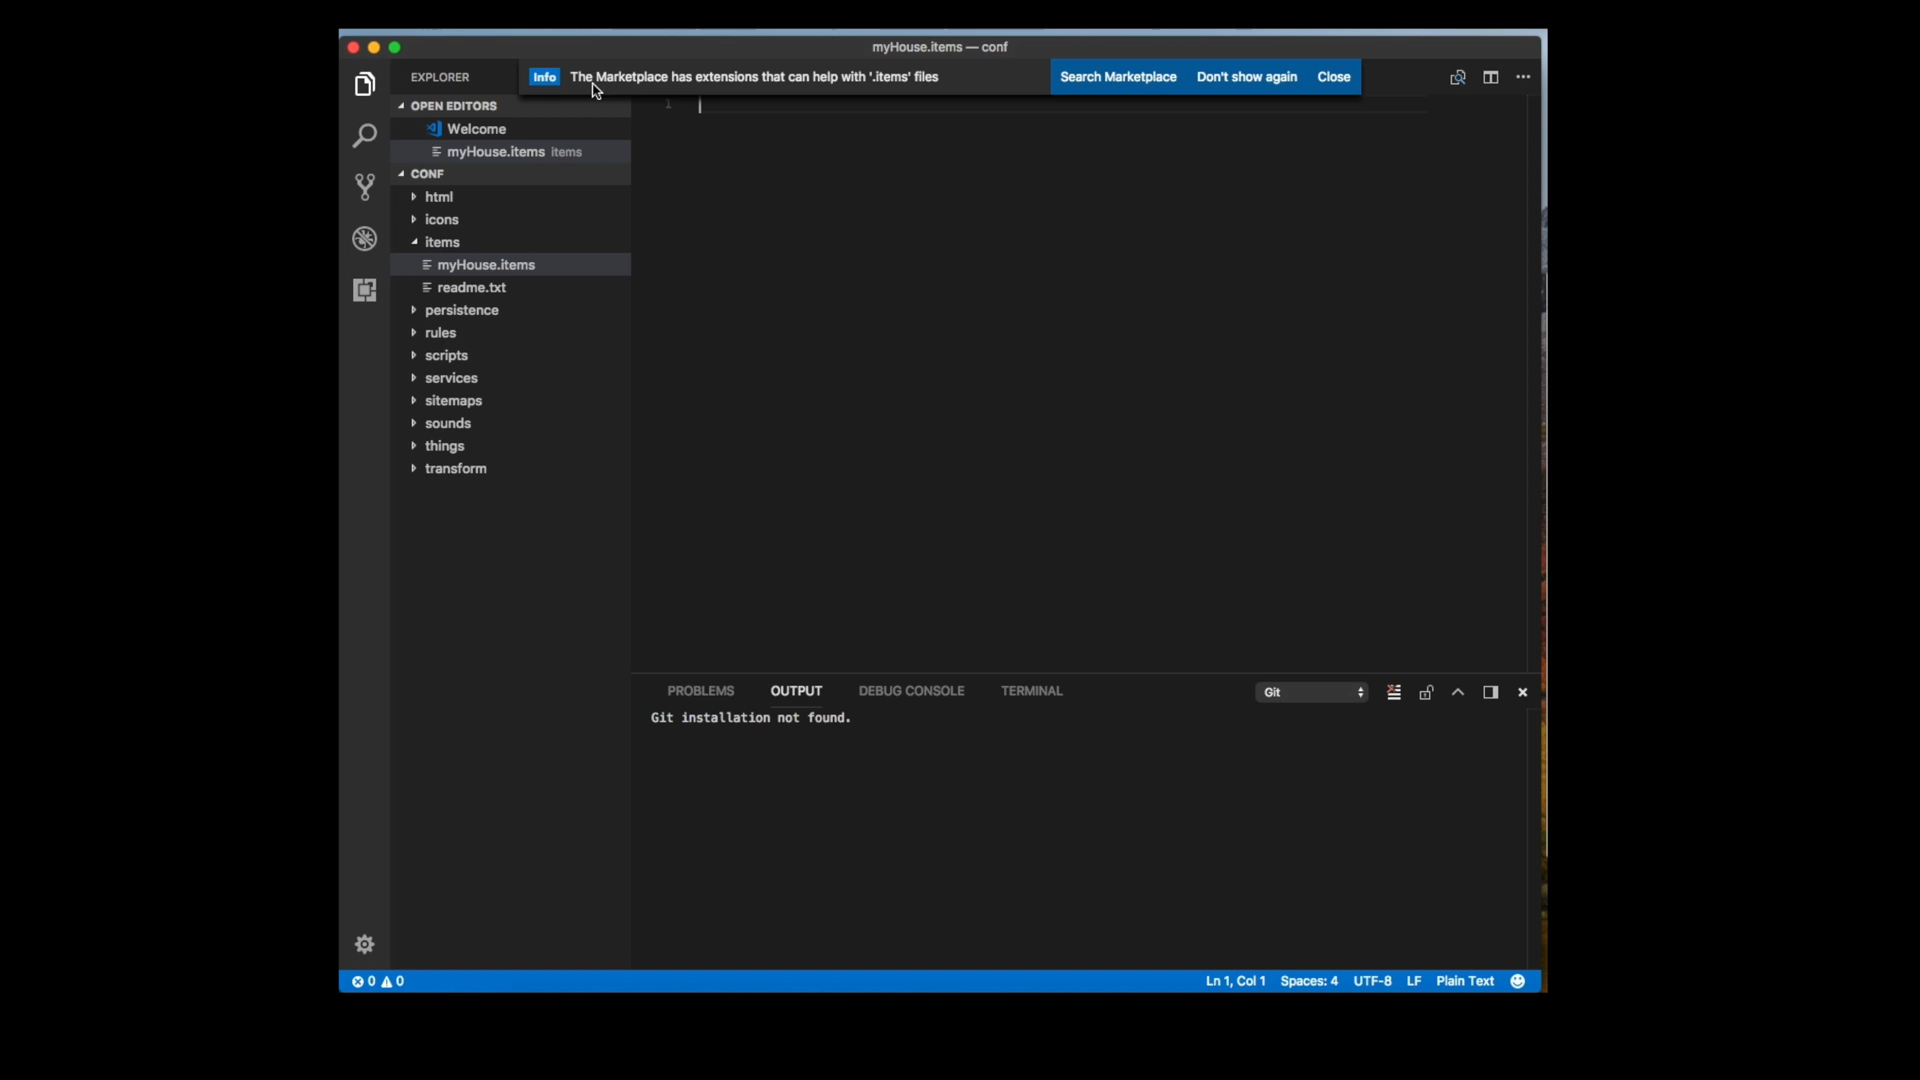 myHouse.items — conf
EXPLORER
Info The Marketplace has extensions that can help with '.items' files
Search Marketplace Don't show again Close
OPEN EDITORS
Welcome
myHouse.items items
CONF
html
icons
items
myHouse.items
readme.txt
persistence
rules
scripts
services
sitemaps
sounds
things
transform
1
PROBLEMS OUTPUT DEBUG CONSOLE TERMINAL Git
Git installation not found.
0 0 Ln 1, Col 1 Spaces: 4 UTF-8 LF Plain Text